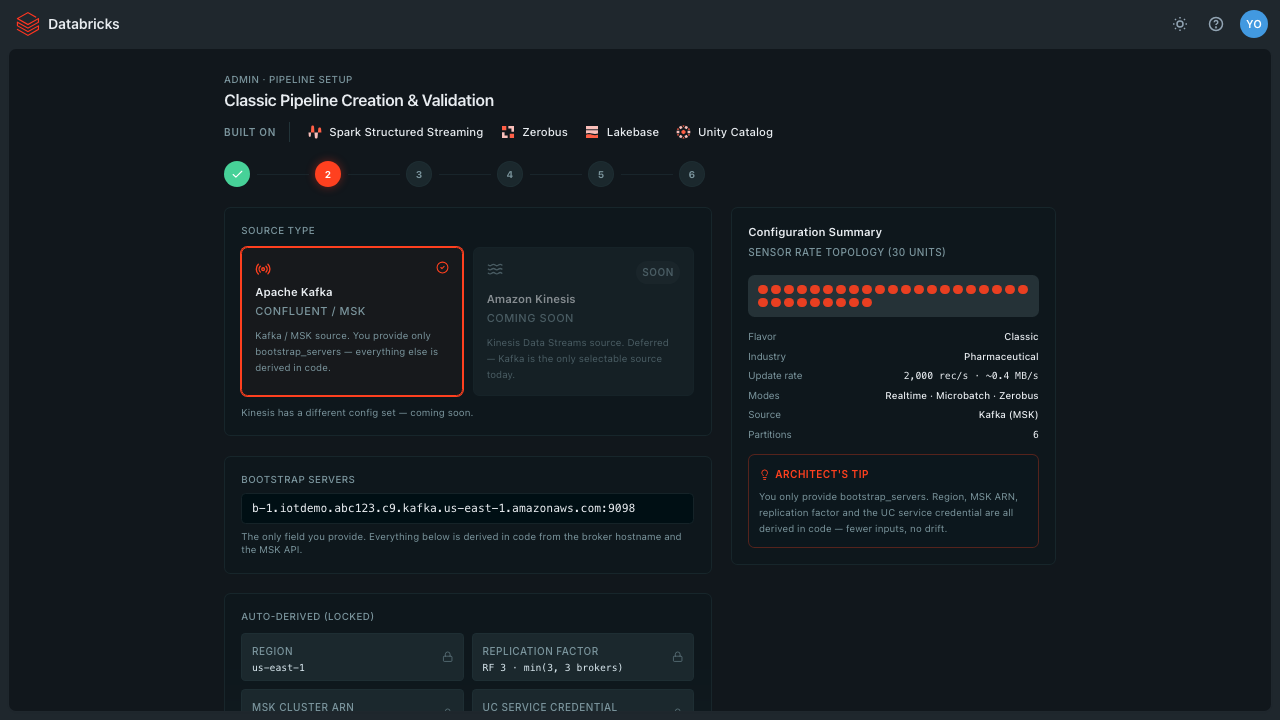 Databricks
YO
ADMIN · PIPELINE SETUP
Classic Pipeline Creation & Validation
BUILT ON
Spark Structured Streaming
Zerobus
Lakebase
Unity Catalog
2
3
4
5
6
SOURCE TYPE
Apache Kafka
CONFLUENT / MSK
Kafka / MSK source. You provide only
bootstrap_servers — everything else is
derived in code.
SOON
Amazon Kinesis
COMING SOON
Kinesis Data Streams source. Deferred
— Kafka is the only selectable source
today.
Kinesis has a different config set — coming soon.
BOOTSTRAP SERVERS
b-1.iotdemo.abc123.c9.kafka.us-east-1.amazonaws.com:9098
The only field you provide. Everything below is derived in code from the broker hostname and
the MSK API.
AUTO-DERIVED (LOCKED)
REGION
us-east-1
REPLICATION FACTOR
RF 3 · min(3, 3 brokers)
MSK CLUSTER ARN
UC SERVICE CREDENTIAL
Configuration Summary
SENSOR RATE TOPOLOGY (30 UNITS)
Flavor Classic
Industry Pharmaceutical
Update rate 2,000 rec/s · ~0.4 MB/s
Modes Realtime · Microbatch · Zerobus
Source Kafka (MSK)
Partitions 6
ARCHITECT'S TIP
You only provide bootstrap_servers. Region, MSK ARN,
replication factor and the UC service credential are all
derived in code — fewer inputs, no drift.